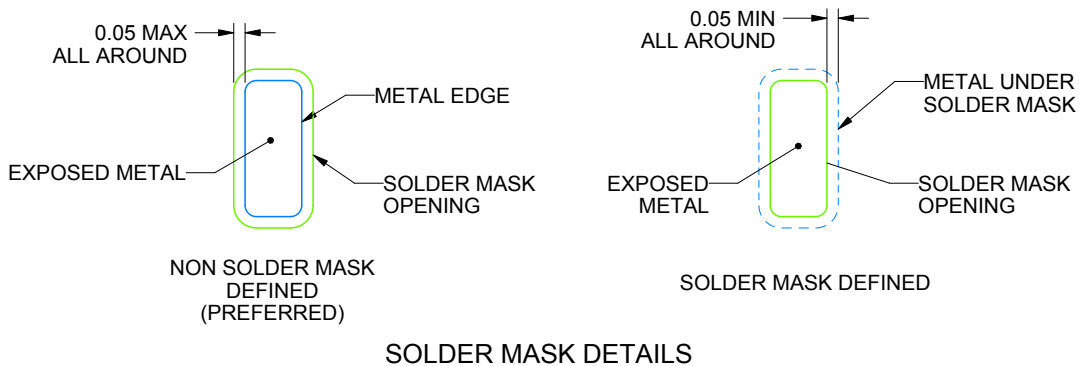 0.05 MAX
ALL AROUND
METAL EDGE
EXPOSED METAL
SOLDER MASK
OPENING
NON SOLDER MASK
DEFINED
(PREFERRED)
0.05 MIN
ALL AROUND
METAL UNDER
SOLDER MASK
EXPOSED
METAL
SOLDER MASK
OPENING
SOLDER MASK DEFINED
SOLDER MASK DETAILS